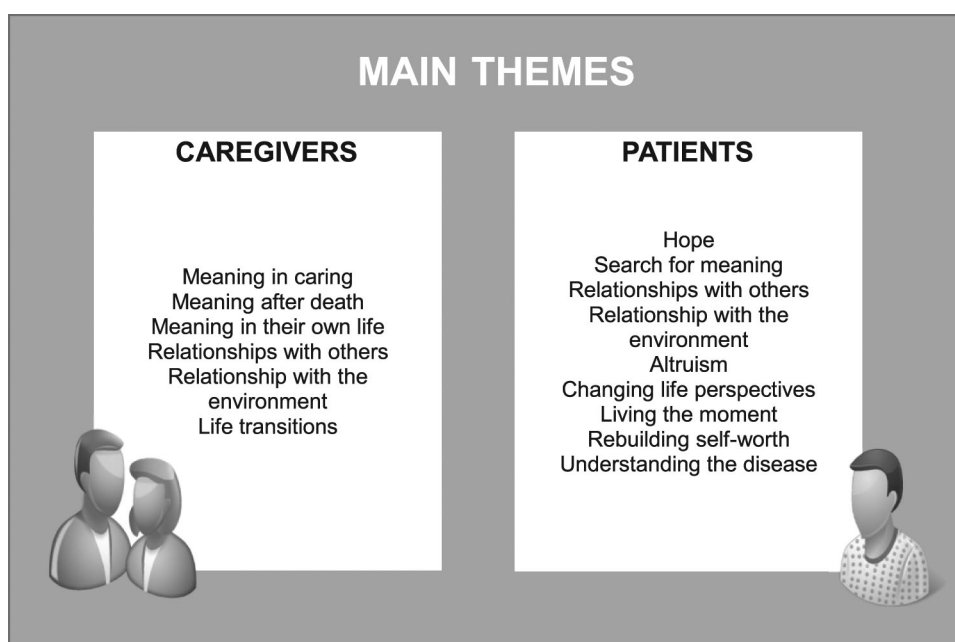 MAIN THEMES
CAREGIVERS
Meaning in caring
Meaning after death
Meaning in their own life
Relationships with others
Relationship with the
environment
Life transitions
PATIENTS
Hope
Search for meaning
Relationships with others
Relationship with the
environment
Altruism
Changing life perspectives
Living the moment
Rebuilding self-worth
Understanding the disease